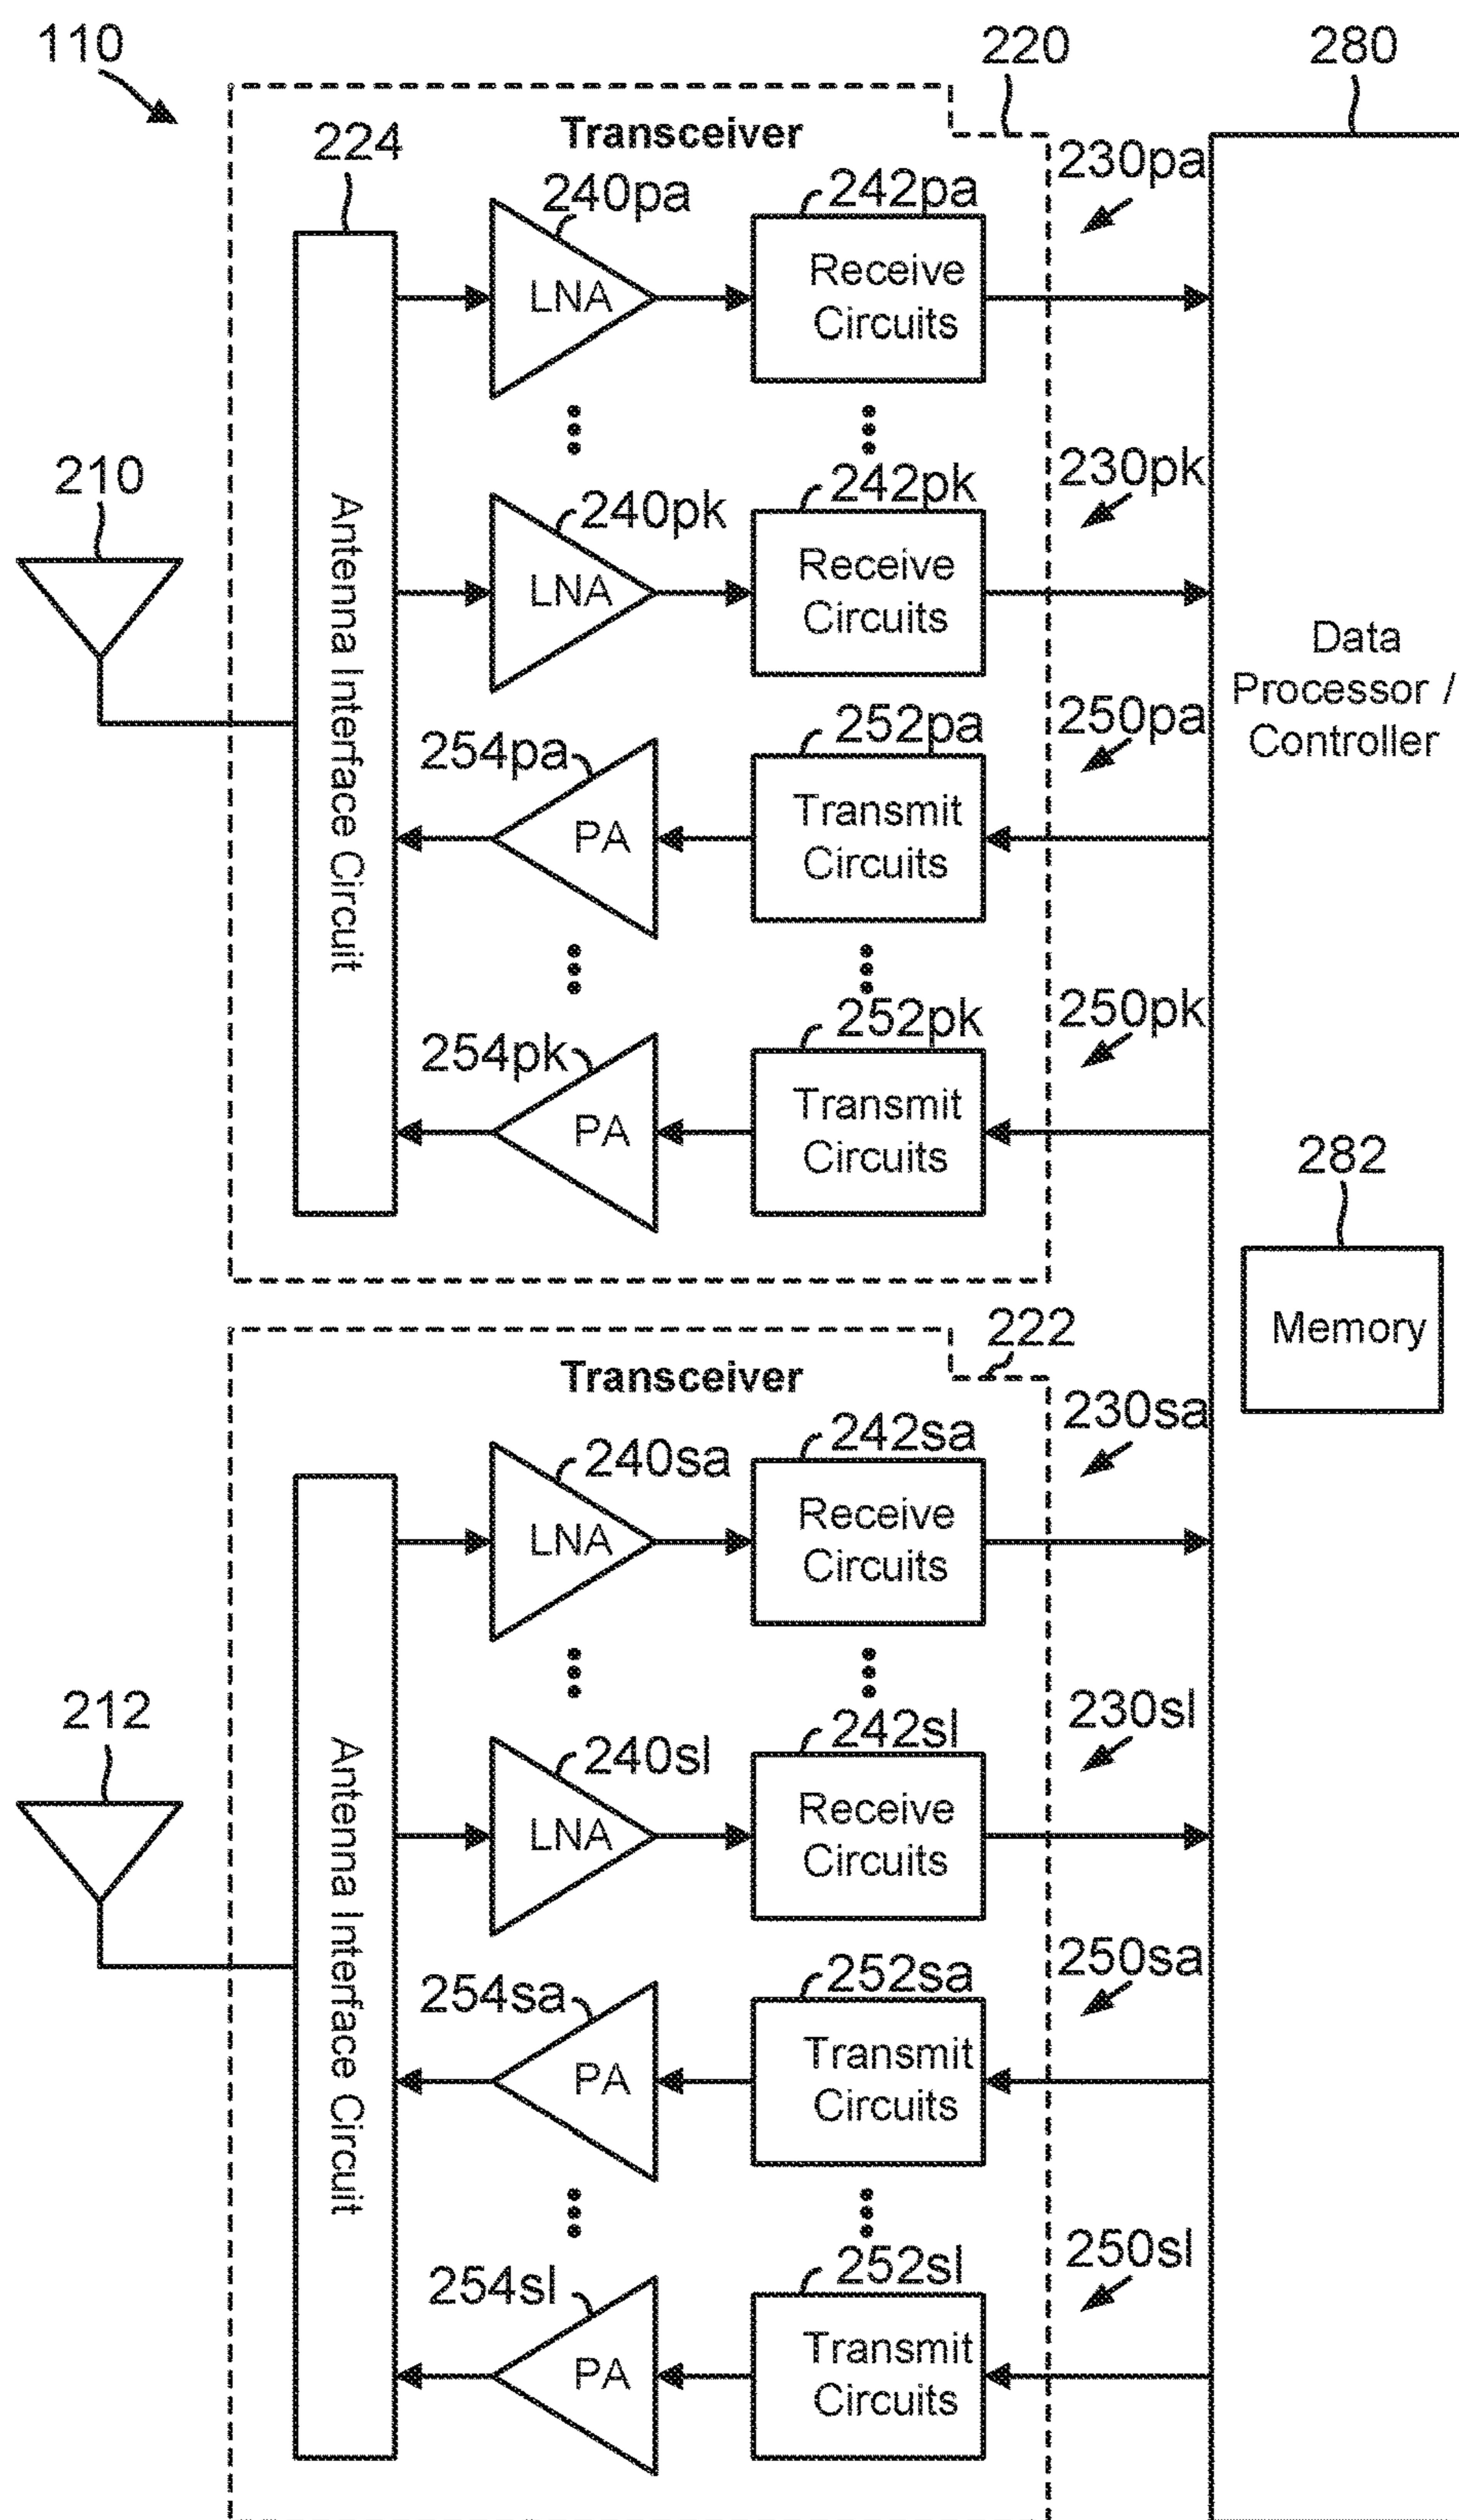 110
220
280
Transceiver
224
240pa
242pa
230pa
LNA
Receive
Circuits
210
240pk
242pk
230pk
LNA
Receive
Circuits
Antenna Interface Circuit
Data
Processor /
Controller
254pa
252pa
250pa
PA
Transmit
Circuits
254pk
252pk
250pk
PA
Transmit
Circuits
282
Memory
222
Transceiver
240sa
242sa
230sa
LNA
Receive
Circuits
212
240sl
242sl
230sl
LNA
Receive
Circuits
Antenna Interface Circuit
254sa
252sa
250sa
PA
Transmit
Circuits
254sl
252sl
250sl
PA
Transmit
Circuits